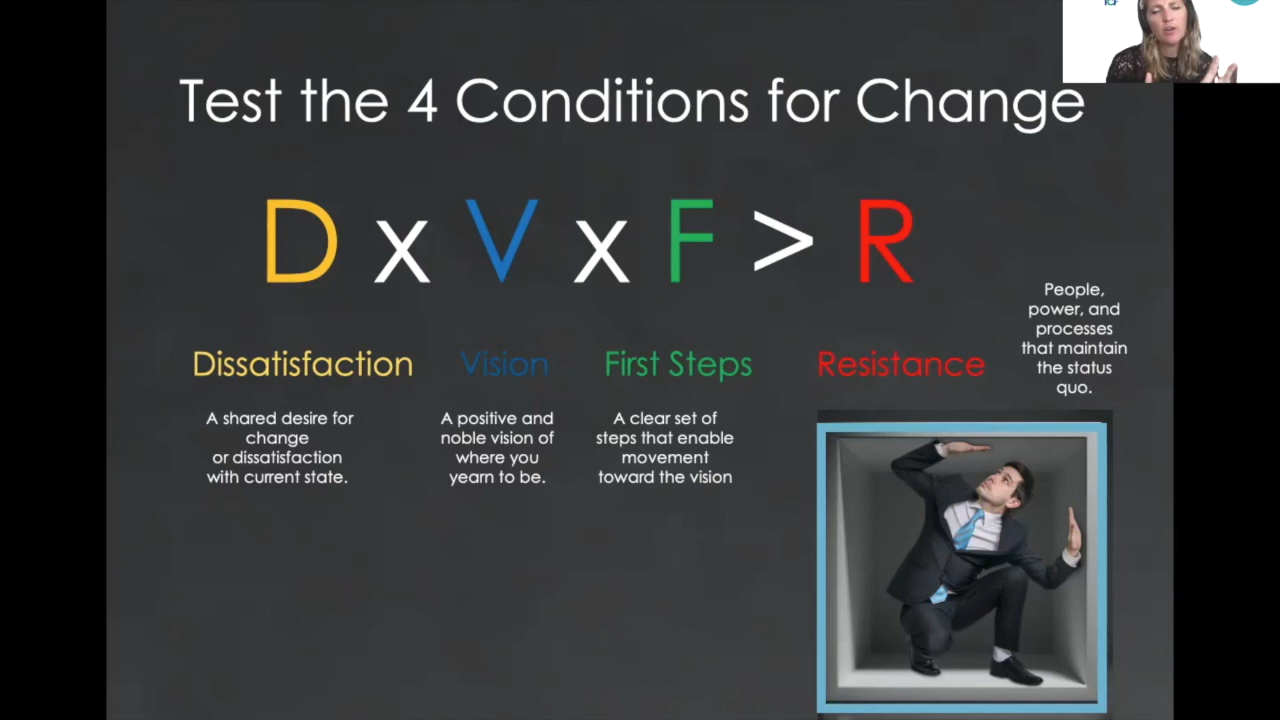 Test the 4 Conditions for Change
D x V x F > R
People,
power, and
processes
that maintain
the status
quo.
Dissatisfaction
Vision
First Steps
Resistance
A shared desire for
change
or dissatisfaction
with current state.
A positive and
noble vision of
where you
yearn to be.
A clear set of
steps that enable
movement
toward the vision